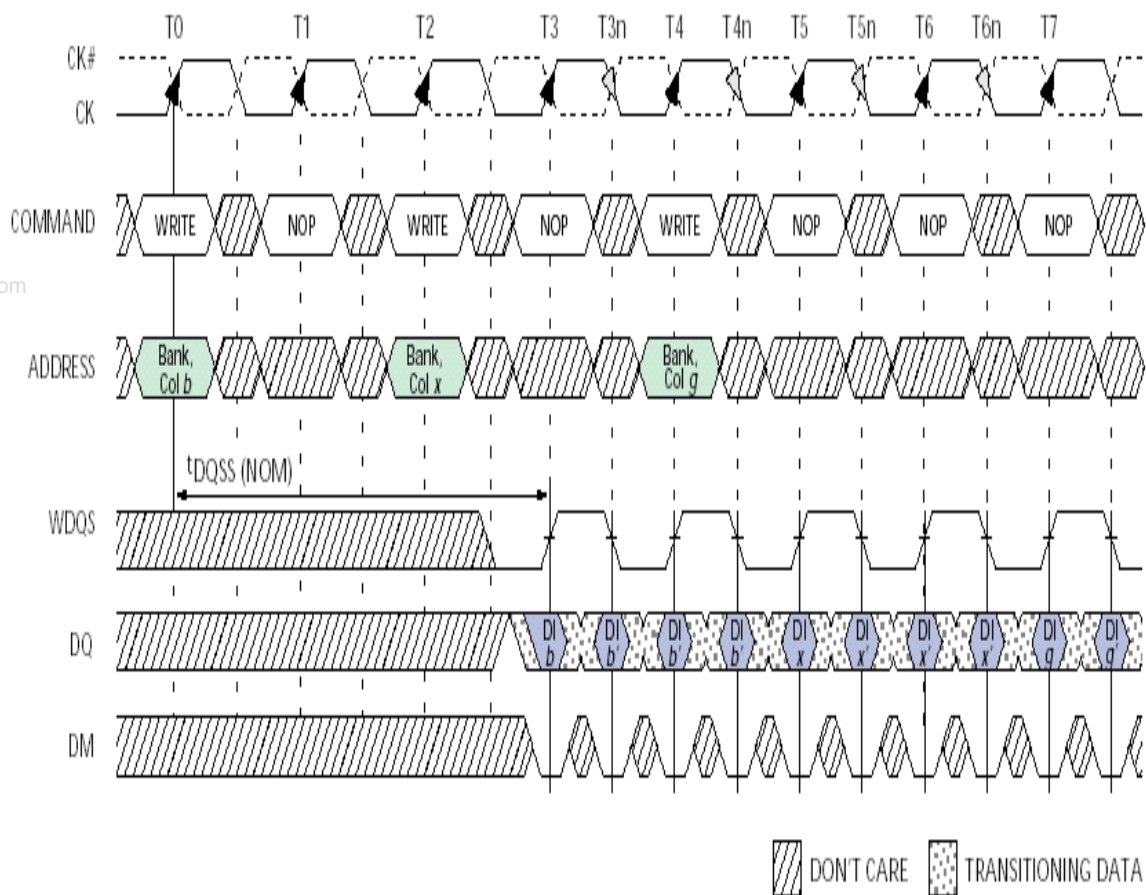 T0 T1 T2 T3 T3n T4 T4n T5 T5n T6 T6n T7
CK#
CK
COMMAND WRITE NOP WRITE NOP WRITE NOP NOP NOP
om
ADDRESS Bank, Col b Bank, Col x Bank, Col g
tDQSS (NOM)
WDQS
DQ DI b DI b' DI b' DI b' DI x DI x' DI x' DI x' DI g DI g'
DM
DON'T CARE TRANSITIONING DATA